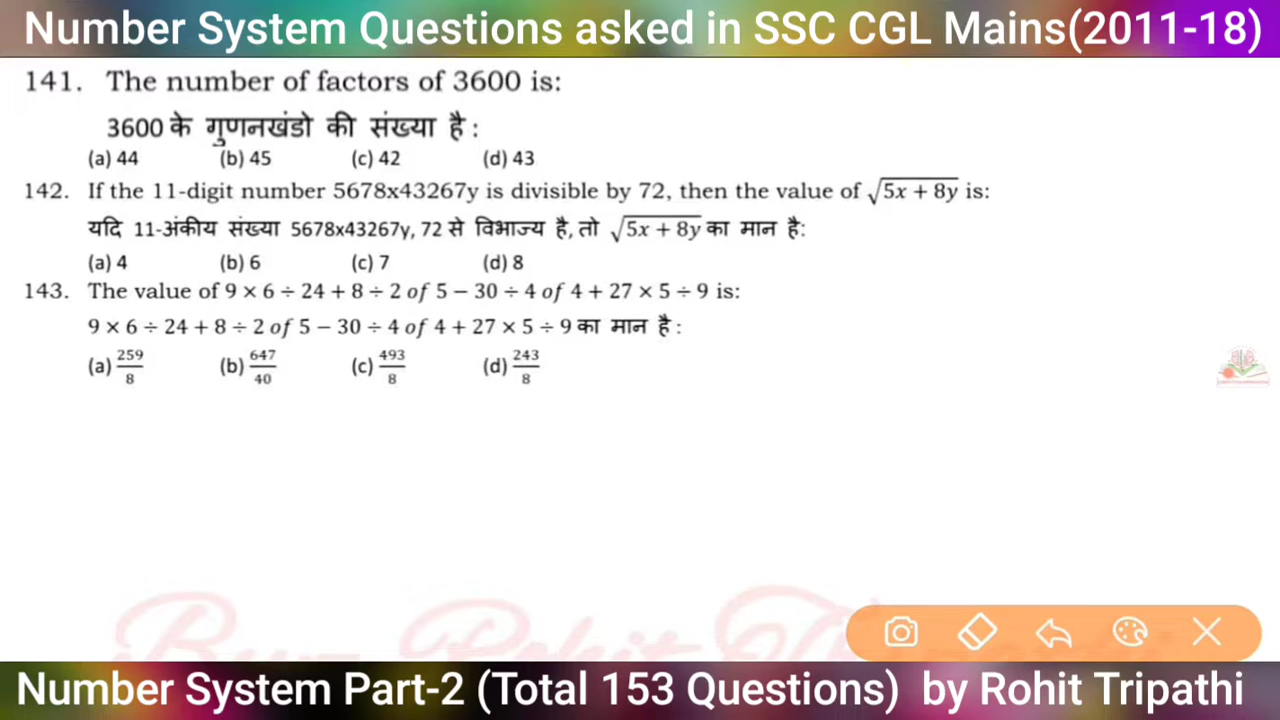 Number System Questions asked in SSC CGL Mains(2011-18)
141. The number of factors of 3600 is:
3600 के गुणनखंडो की संख्या है :
(a) 44 (b) 45 (c) 42 (d) 43
142. If the 11-digit number 5678x43267y is divisible by 72, then the value of √5x + 8y is:
यदि 11-अंकीय संख्या 5678x43267y, 72 से विभाज्य है, तो √5x + 8y का मान है:
(a) 4 (b) 6 (c) 7 (d) 8
143. The value of 9 × 6 ÷ 24 + 8 ÷ 2 of 5 − 30 ÷ 4 of 4 + 27 × 5 ÷ 9 is:
9 × 6 ÷ 24 + 8 ÷ 2 of 5 − 30 ÷ 4 of 4 + 27 × 5 ÷ 9 का मान है :
(a) 259/8 (b) 647/40 (c) 493/8 (d) 243/8
Number System Part-2 (Total 153 Questions) by Rohit Tripathi